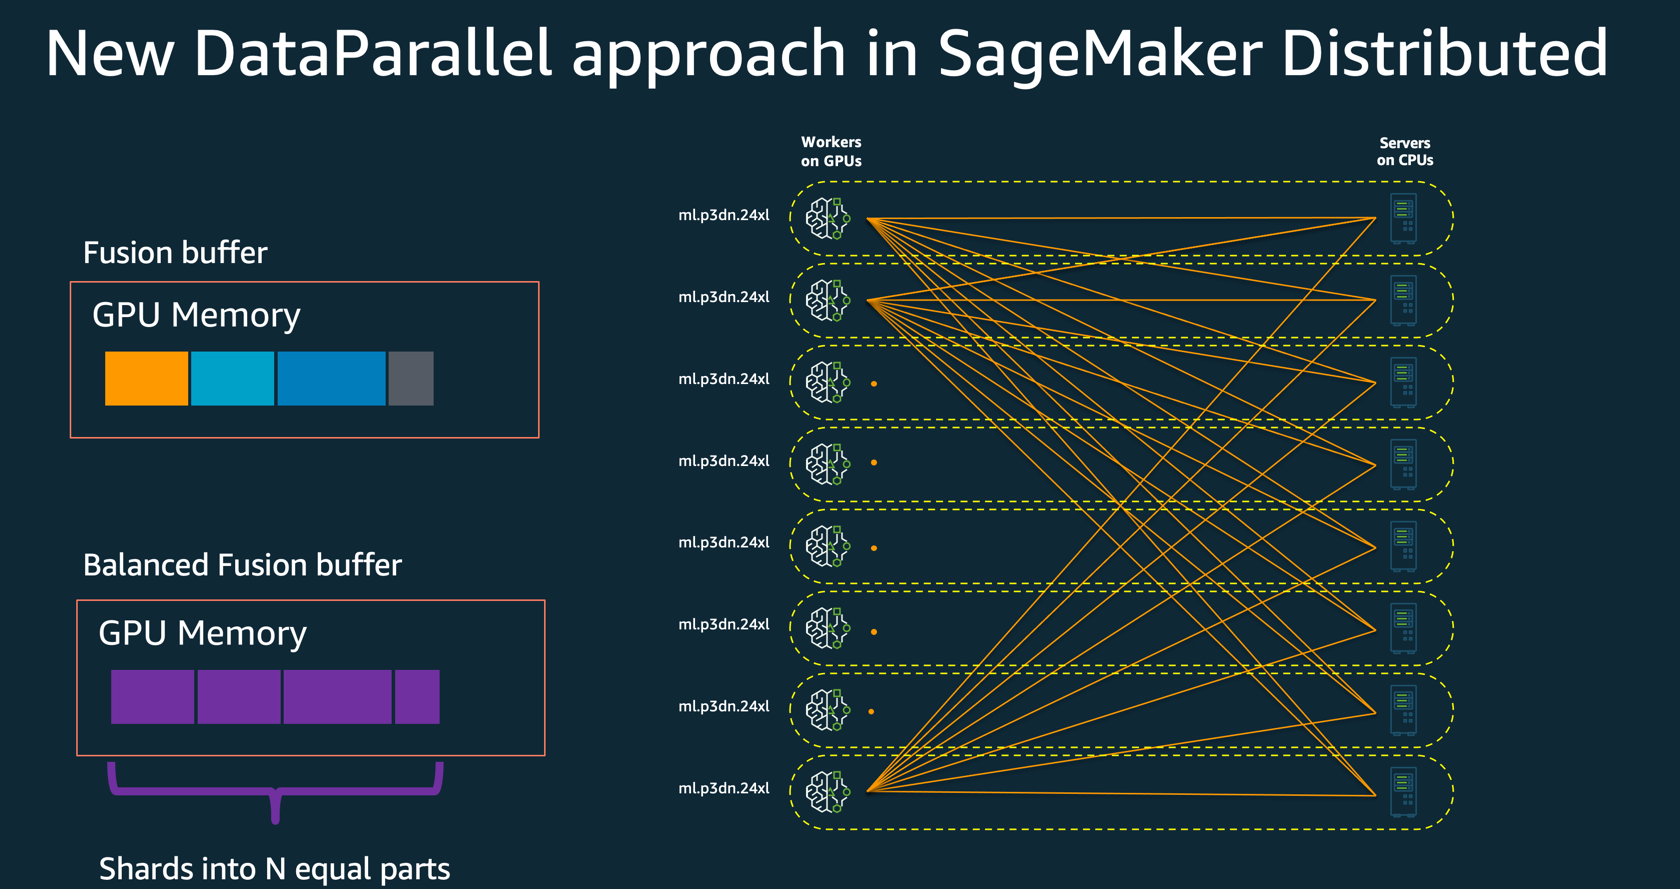 New DataParallel approach in SageMaker Distributed
Fusion buffer
GPU Memory
Balanced Fusion buffer
GPU Memory
Shards into N equal parts
Workers
on GPUs
Servers
on CPUs
ml.p3dn.24xl
ml.p3dn.24xl
ml.p3dn.24xl
ml.p3dn.24xl
ml.p3dn.24xl
ml.p3dn.24xl
ml.p3dn.24xl
ml.p3dn.24xl